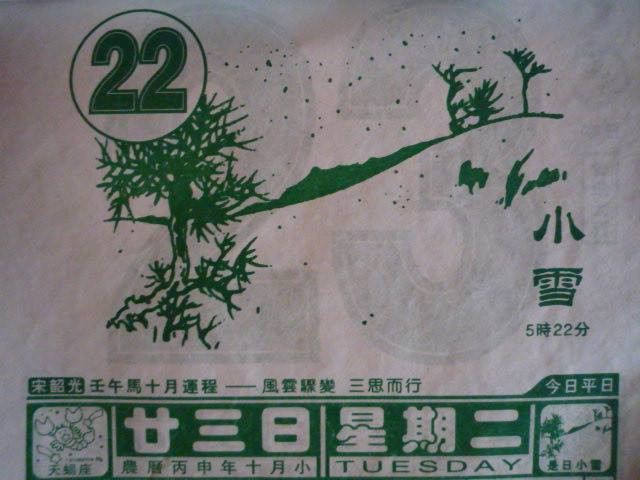 22
小雪
5時22分
宋韶光 壬午馬十月運程 —— 風雲驟變 三思而行
今日平日
天蝎座
廿三日 星期二
農曆丙申年十月小
TUESDAY
是日小雪